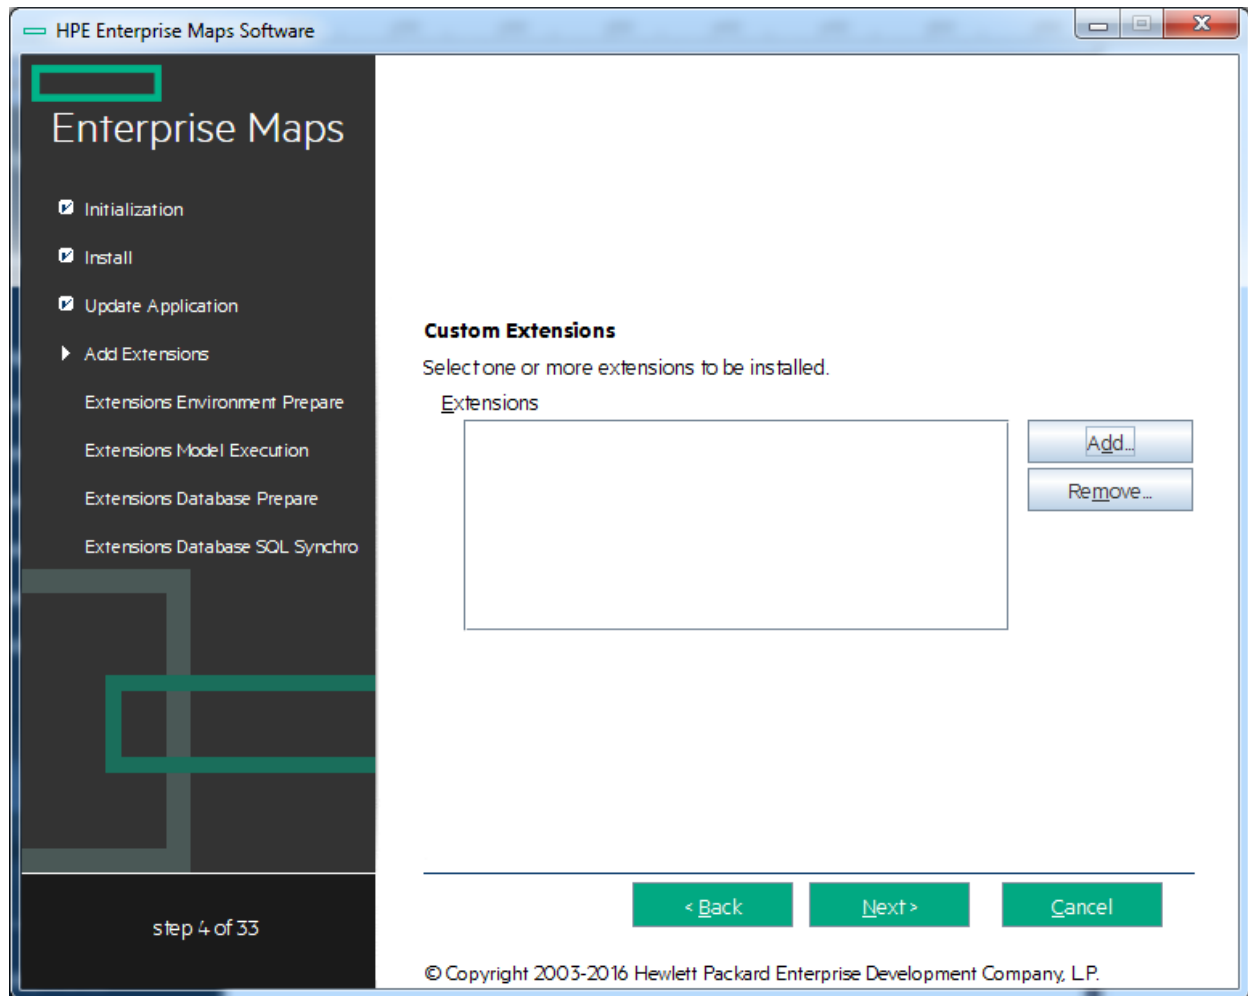 HPE Enterprise Maps Software
Enterprise Maps
Initialization
Install
Update Application
Add Extensions
Extensions Environment Prepare
Extensions Model Execution
Extensions Database Prepare
Extensions Database SQL Synchro
step 4 of 33
Custom Extensions
Select one or more extensions to be installed.
Extensions
Add...
Remove...
< Back
Next >
Cancel
© Copyright 2003-2016 Hewlett Packard Enterprise Development Company, L.P.